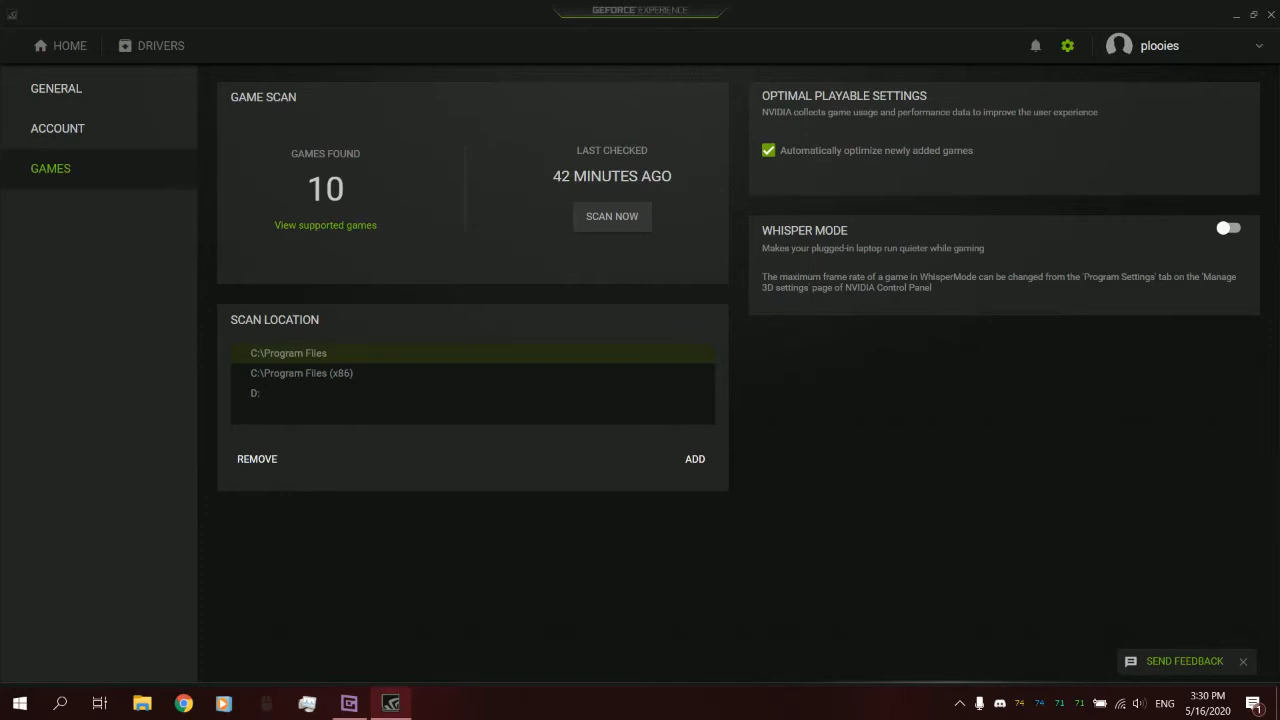 GEFORCE EXPERIENCE
HOME
DRIVERS
plooies
GENERAL
ACCOUNT
GAMES
GAME SCAN
GAMES FOUND
10
View supported games
LAST CHECKED
42 MINUTES AGO
SCAN NOW
SCAN LOCATION
C:\Program Files
C:\Program Files (x86)
D:
REMOVE
ADD
OPTIMAL PLAYABLE SETTINGS
NVIDIA collects game usage and performance data to improve the user experience
Automatically optimize newly added games
WHISPER MODE
Makes your plugged-in laptop run quieter while gaming
The maximum frame rate of a game in WhisperMode can be changed from the 'Program Settings' tab on the 'Manage
3D settings' page of NVIDIA Control Panel
SEND FEEDBACK
74 74 71 71
ENG
3:30 PM
5/16/2020
1